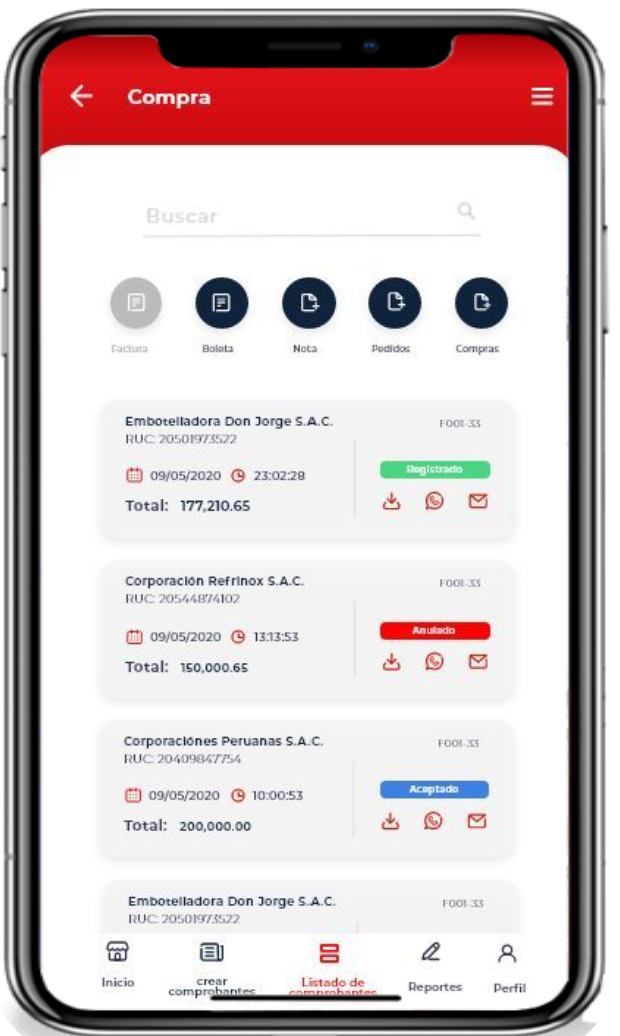 Compra
Buscar
Factura Boleta Nota Pedidos Compras
Embotelladora Don Jorge S.A.C. F001-33
RUC: 20501973522
Registrado
09/05/2020 23:02:28
Total: 177,210.65
Corporación Refrinox S.A.C. F001-33
RUC: 20544874102
Anulado
09/05/2020 13:13:53
Total: 150,000.65
Corporaciónes Peruanas S.A.C. F001-33
RUC: 20409847754
Aceptado
09/05/2020 10:00:53
Total: 200,000.00
Embotelladora Don Jorge S.A.C. F001-33
RUC: 20501973522
Inicio crear comprobantes Listado de comprobantes Reportes Perfil